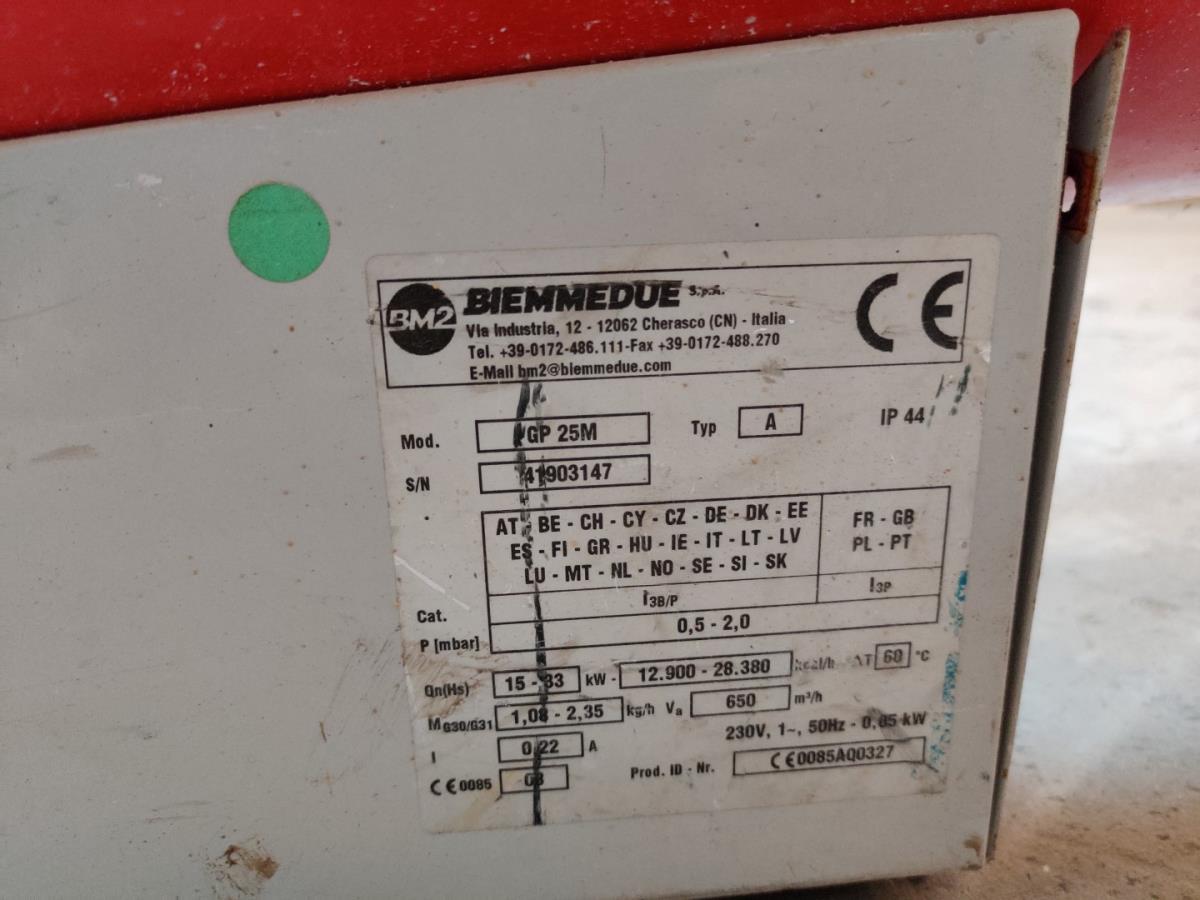 BM2 BIEMMEDUE S.p.A.
Via Industria, 12 - 12062 Cherasco (CN) - Italia
Tel. +39-0172-486.111-Fax +39-0172-488.270
E-Mail bm2@biemmedue.com
CE
Mod. GP 25M Typ A IP 44
S/N 41903147
AT - BE - CH - CY - CZ - DE - DK - EE
ES - FI - GR - HU - IE - IT - LT - LV
LU - MT - NL - NO - SE - SI - SK
FR - GB
PL - PT
Cat. I3B/P I3P
P [mbar] 0,5 - 2,0
Qn(Hs) 15 - 33 kW - 12.900 - 28.380 kcal/h ΔT 60 °C
MG30/G31 1,08 - 2,35 kg/h Va 650 m³/h
I 0,22 A 230V, 1~, 50Hz - 0,05 kW
CE0085 Prod. ID - Nr. CE0085AQ0327